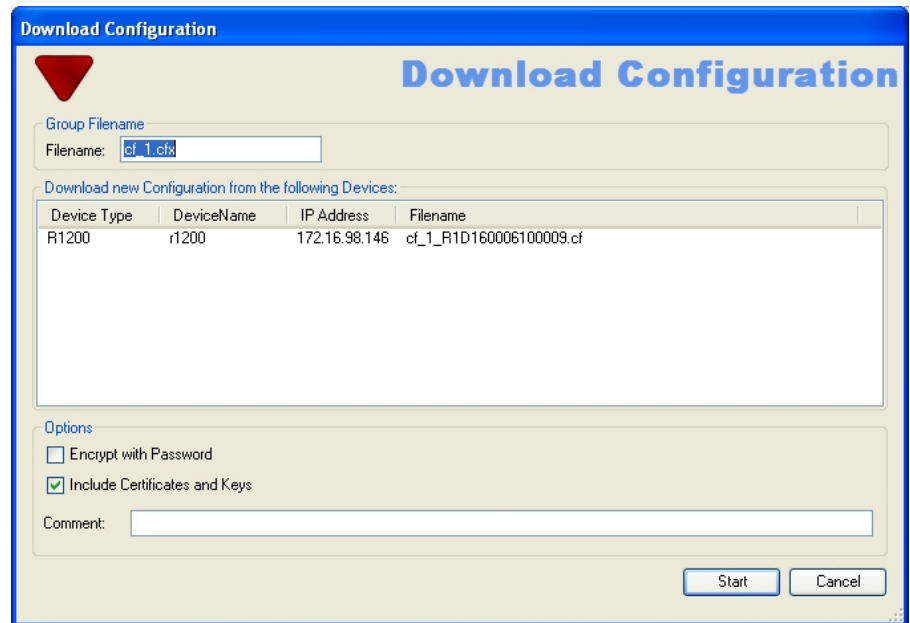 Download Configuration
Download Configuration
Group Filename
Filename: cf_1.cfx
Download new Configuration from the following Devices:
Device Type DeviceName IP Address Filename
R1200 r1200 172.16.98.146 cf_1_R1D160006100009.cf
Options
Encrypt with Password
Include Certificates and Keys
Comment:
Start Cancel